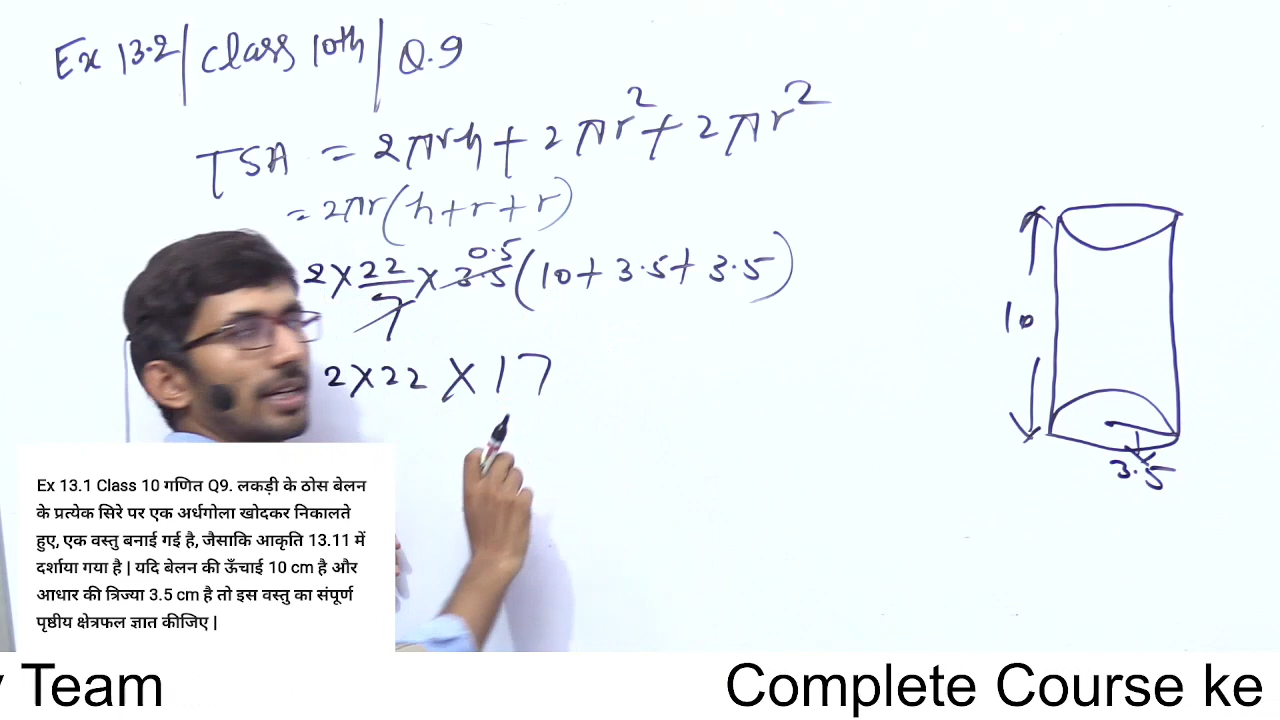 Ex 13.2 | Class 10th | Q.9
TSA = 2πrh + 2πr² + 2πr²
= 2πr(h+r+r)
2 × 22/7 × 3.5 (10 + 3.5 + 3.5)
0.5
2 × 22 × 17
10
3.5
Ex 13.1 Class 10 गणित Q9. लकड़ी के ठोस बेलन
के प्रत्येक सिरे पर एक अर्धगोला खोदकर निकालते
हुए, एक वस्तु बनाई गई है, जैसाकि आकृति 13.11 में
दर्शाया गया है | यदि बेलन की ऊँचाई 10 cm है और
आधार की त्रिज्या 3.5 cm है तो इस वस्तु का संपूर्ण
पृष्ठीय क्षेत्रफल ज्ञात कीजिए |
Team Complete Course ke